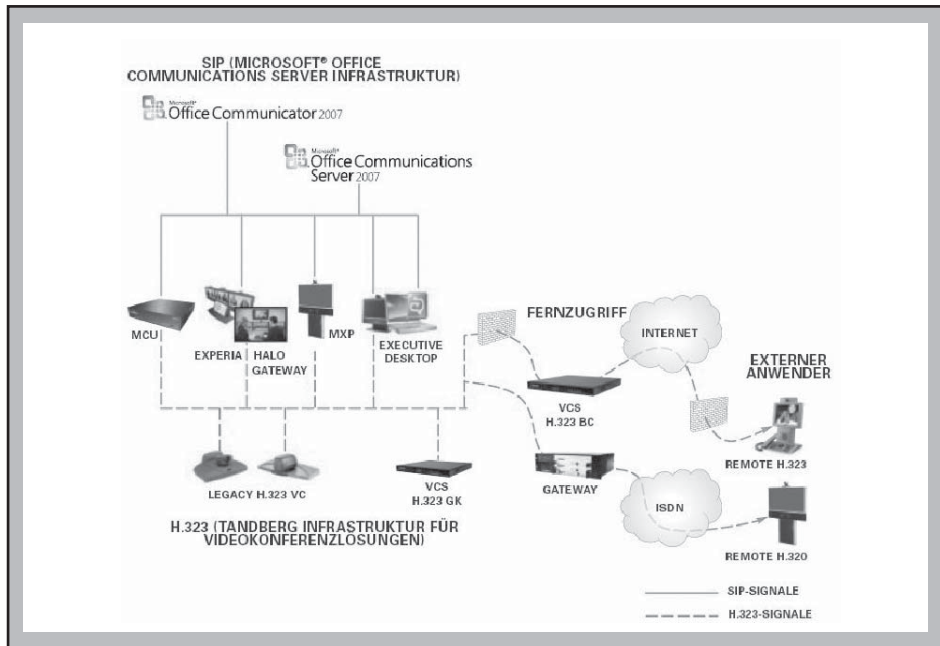 SIP (MICROSOFT® OFFICE
COMMUNICATIONS SERVER INFRASTRUKTUR)
Microsoft®
Office Communicator 2007
Microsoft®
Office Communications
Server 2007
MCU
EXPERIA
HALO
GATEWAY
MXP
EXECUTIVE
DESKTOP
FERNZUGRIFF
INTERNET
EXTERNER
ANWENDER
VCS
H.323 BC
REMOTE H.323
LEGACY H.323 VC
VCS
H.323 GK
GATEWAY
ISDN
REMOTE H.320
H.323 (TANDBERG INFRASTRUKTUR FÜR
VIDEOKONFERENZLÖSUNGEN)
SIP-SIGNALE
H.323-SIGNALE